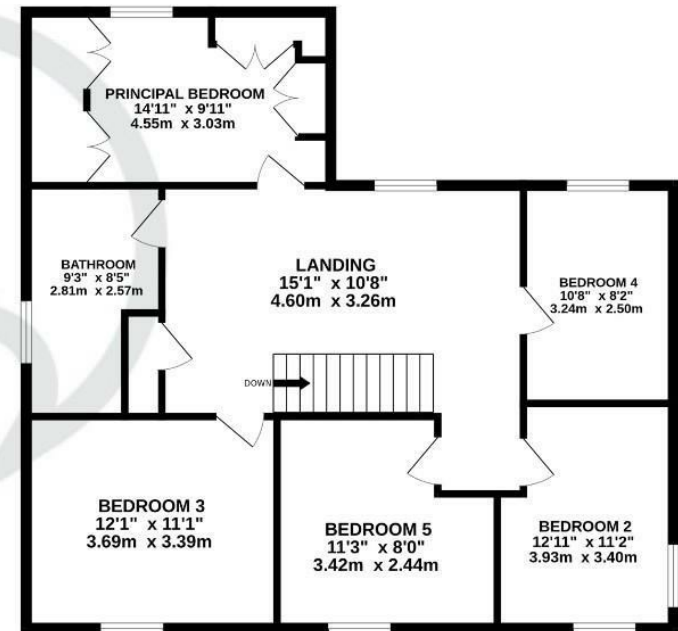 PRINCIPAL BEDROOM
14'11" x 9'11"
4.55m x 3.03m
BATHROOM
9'3" x 8'5"
2.81m x 2.57m
LANDING
15'1" x 10'8"
4.60m x 3.26m
BEDROOM 4
10'8" x 8'2"
3.24m x 2.50m
DOWN
BEDROOM 3
12'1" x 11'1"
3.69m x 3.39m
BEDROOM 5
11'3" x 8'0"
3.42m x 2.44m
BEDROOM 2
12'11" x 11'2"
3.93m x 3.40m